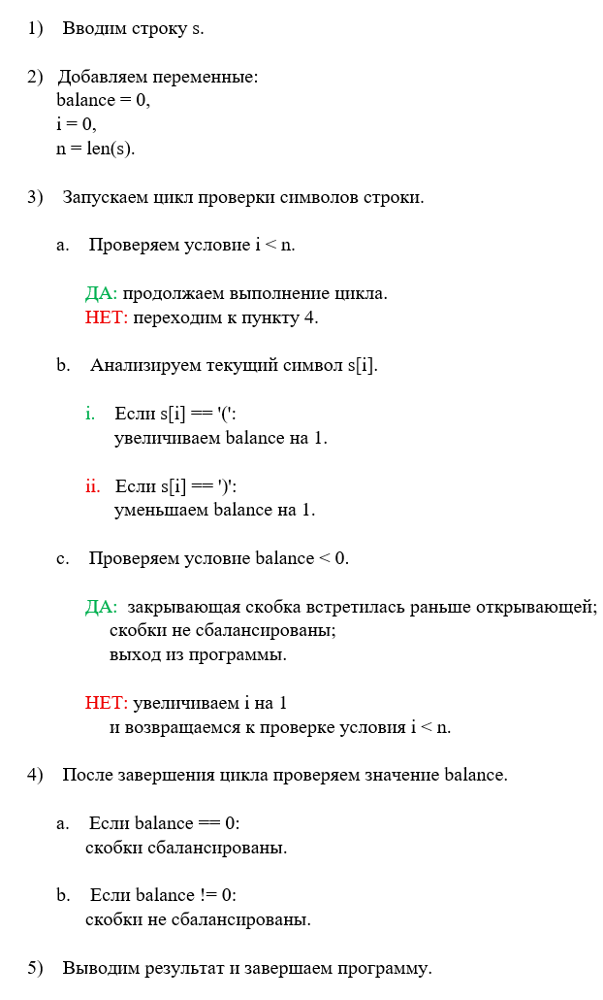 1) Вводим строку s.
2) Добавляем переменные:
balance = 0,
i = 0,
n = len(s).
3) Запускаем цикл проверки символов строки.
a. Проверяем условие i < n.
ДА: продолжаем выполнение цикла.
НЕТ: переходим к пункту 4.
b. Анализируем текущий символ s[i].
i. Если s[i] == '(':
увеличиваем balance на 1.
ii. Если s[i] == ')':
уменьшаем balance на 1.
c. Проверяем условие balance < 0.
ДА: закрывающая скобка встретилась раньше открывающей;
скобки не сбалансированы;
выход из программы.
НЕТ: увеличиваем i на 1
и возвращаемся к проверке условия i < n.
4) После завершения цикла проверяем значение balance.
a. Если balance == 0:
скобки сбалансированы.
b. Если balance != 0:
скобки не сбалансированы.
5) Выводим результат и завершаем программу.